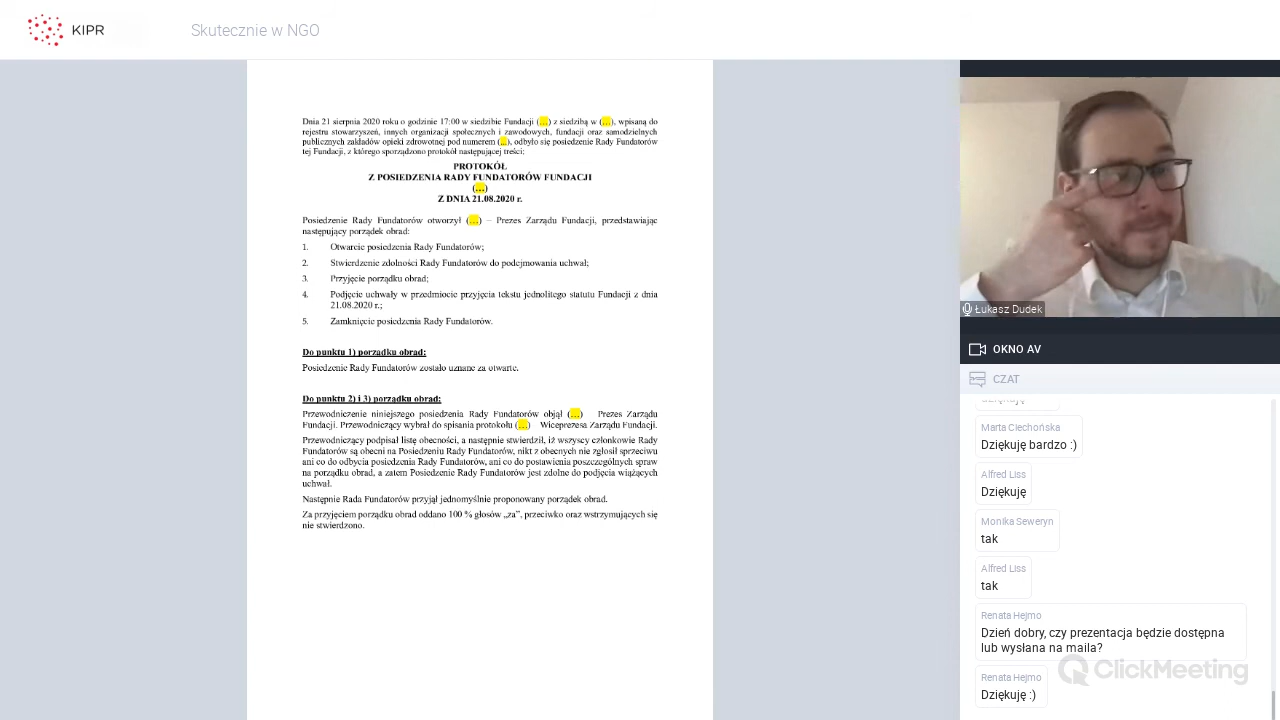 KIPR
Skutecznie w NGO
Dnia 21 sierpnia 2020 roku o godzinie 17:00 w siedzibie Fundacji (…) z siedzibą w (…), wpisaną do
rejestru stowarzyszeń, innych organizacji społecznych i zawodowych, fundacji oraz samodzielnych
publicznych zakładów opieki zdrowotnej pod numerem (…), odbyło się posiedzenie Rady Fundatorów
tej Fundacji, z którego sporządzono protokół następującej treści;
PROTOKÓŁ
Z POSIEDZENIA RADY FUNDATORÓW FUNDACJI
(…)
Z DNIA 21.08.2020 r.
Posiedzenie Rady Fundatorów otworzył (…) – Prezes Zarządu Fundacji, przedstawiając
następujący porządek obrad:
1. Otwarcie posiedzenia Rady Fundatorów;
2. Stwierdzenie zdolności Rady Fundatorów do podejmowania uchwał;
3. Przyjęcie porządku obrad;
4. Podjęcie uchwały w przedmiocie przyjęcia tekstu jednolitego statutu Fundacji z dnia
21.08.2020 r.;
5. Zamknięcie posiedzenia Rady Fundatorów.
Do punktu 1) porządku obrad:
Posiedzenie Rady Fundatorów zostało uznane za otwarte.
Do punktu 2) i 3) porządku obrad:
Przewodniczenie niniejszego posiedzenia Rady Fundatorów objął (…) Prezes Zarządu
Fundacji. Przewodniczący wybrał do spisania protokołu (…) Wiceprezesa Zarządu Fundacji.
Przewodniczący podpisał listę obecności, a następnie stwierdził, iż wszyscy członkowie Rady
Fundatorów są obecni na Posiedzeniu Rady Fundatorów, nikt z obecnych nie zgłosił sprzeciwu
ani co do odbycia posiedzenia Rady Fundatorów, ani co do postawienia poszczególnych spraw
na porządku obrad, a zatem Posiedzenie Rady Fundatorów jest zdolne do podjęcia wiążących
uchwał.
Następnie Rada Fundatorów przyjął jednomyślnie proponowany porządek obrad.
Za przyjęciem porządku obrad oddano 100 % głosów „za”, przeciwko oraz wstrzymujących się
nie stwierdzono.
Łukasz Dudek
OKNO AV
CZAT
dziękuję
Marta Ciechońska
Dziękuję bardzo :)
Alfred Liss
Dziękuję
Monika Seweryn
tak
Alfred Liss
tak
Renata Hejmo
Dzień dobry, czy prezentacja będzie dostępna
lub wysłana na maila?
ClickMeeting
Renata Hejmo
Dziękuję :)